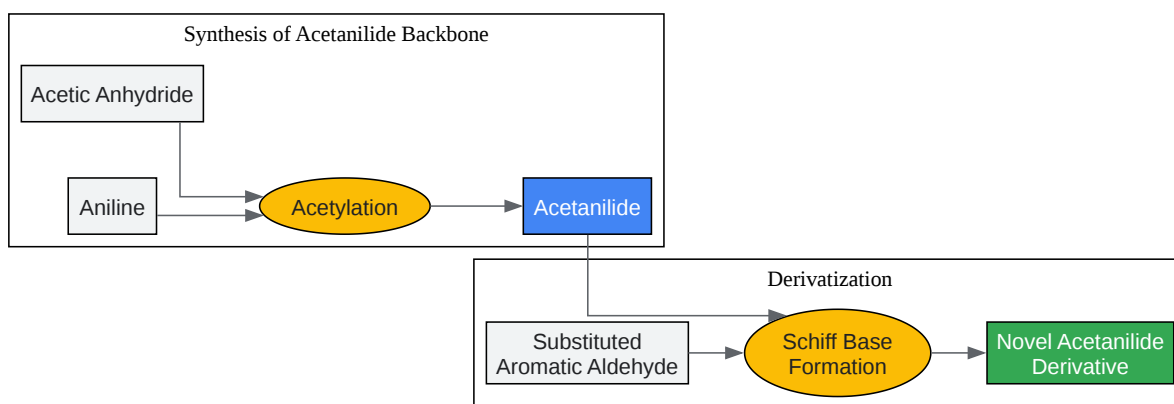 Synthesis of Acetanilide Backbone
Acetic Anhydride
Aniline
Acetylation
Acetanilide
Derivatization
Substituted
Aromatic Aldehyde
Schiff Base
Formation
Novel Acetanilide
Derivative